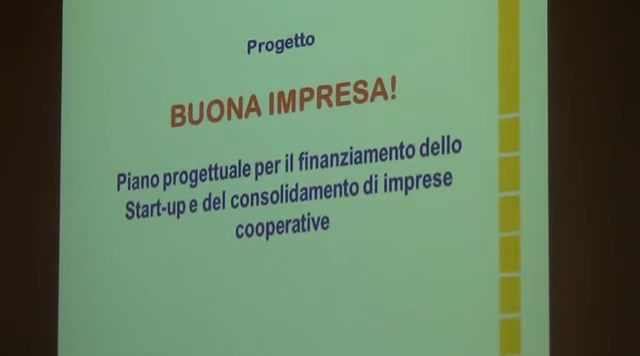 Progetto
BUONA IMPRESA!
Piano progettuale per il finanziamento dello
Start-up e del consolidamento di imprese
cooperative